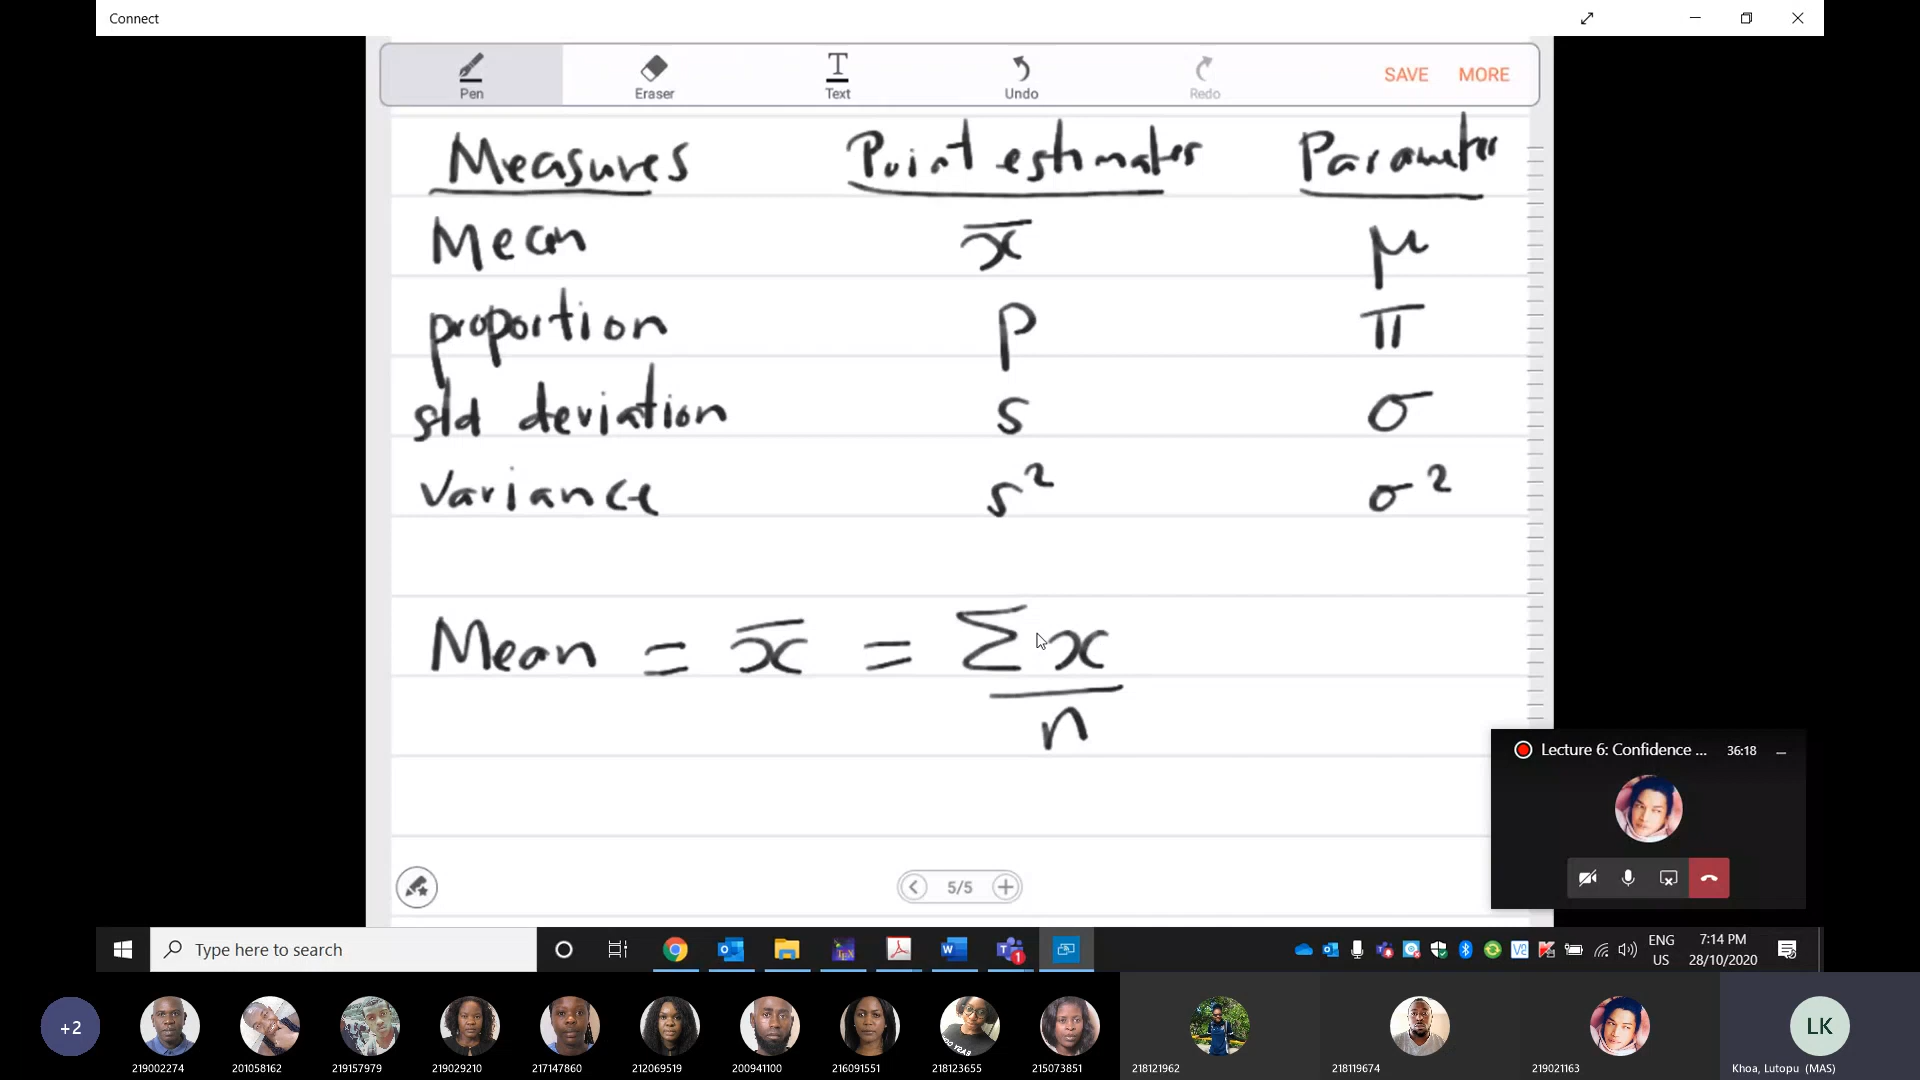 Connect
Pen Eraser Text Undo Redo SAVE MORE
Measures Point estimates Parameter
Mean x̄ μ
proportion p π
std deviation s σ
Variance s² σ²
Mean = x̄ = Σx
n
5/5
Lecture 6: Confidence ... 36:18
Type here to search
ENG
US
7:14 PM
28/10/2020
+2
LK
219002274 201058162 219157979 219029210 217147860 212069519 200941100 216091551 218123655 215073851 218121962 218119674 219021163 Khoa, Lutopu (MAS)